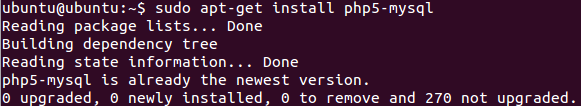 ubuntu@ubuntu:~$ sudo apt-get install php5-mysql
Reading package lists... Done
Building dependency tree
Reading state information... Done
php5-mysql is already the newest version.
0 upgraded, 0 newly installed, 0 to remove and 270 not upgraded.